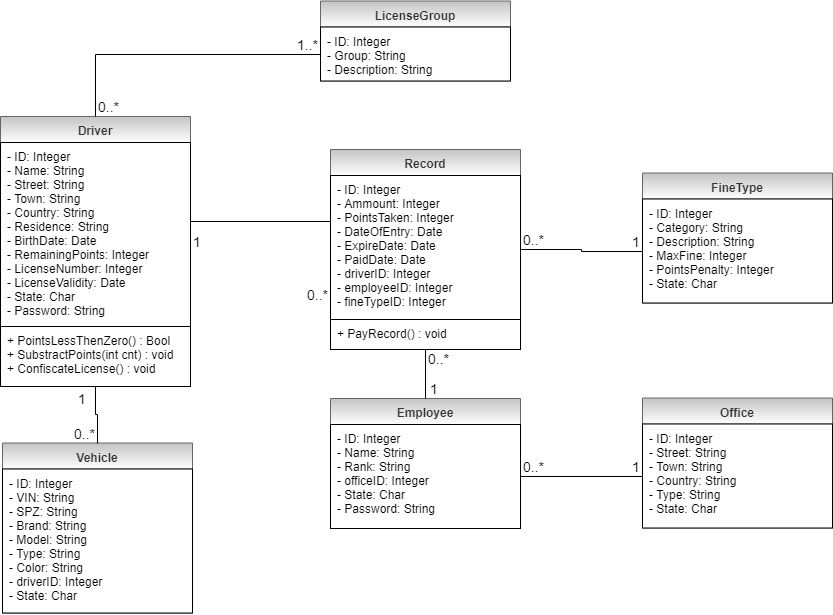 LicenseGroup
- ID: Integer
- Group: String
- Description: String
1..*
0..*
Driver
- ID: Integer
- Name: String
- Street: String
- Town: String
- Country: String
- Residence: String
- BirthDate: Date
- RemainingPoints: Integer
- LicenseNumber: Integer
- LicenseValidity: Date
- State: Char
- Password: String
+ PointsLessThenZero() : Bool
+ SubstractPoints(int cnt) : void
+ ConfiscateLicense() : void
1
0..*
Record
- ID: Integer
- Ammount: Integer
- PointsTaken: Integer
- DateOfEntry: Date
- ExpireDate: Date
- PaidDate: Date
- driverID: Integer
- employeeID: Integer
- fineTypeID: Integer
+ PayRecord() : void
0..*
1
FineType
- ID: Integer
- Category: String
- Description: String
- MaxFine: Integer
- PointsPenalty: Integer
- State: Char
0..*
1
1
0..*
Vehicle
- ID: Integer
- VIN: String
- SPZ: String
- Brand: String
- Model: String
- Type: String
- Color: String
- driverID: Integer
- State: Char
Employee
- ID: Integer
- Name: String
- Rank: String
- officeID: Integer
- State: Char
- Password: String
0..*
1
Office
- ID: Integer
- Street: String
- Town: String
- Country: String
- Type: String
- State: Char